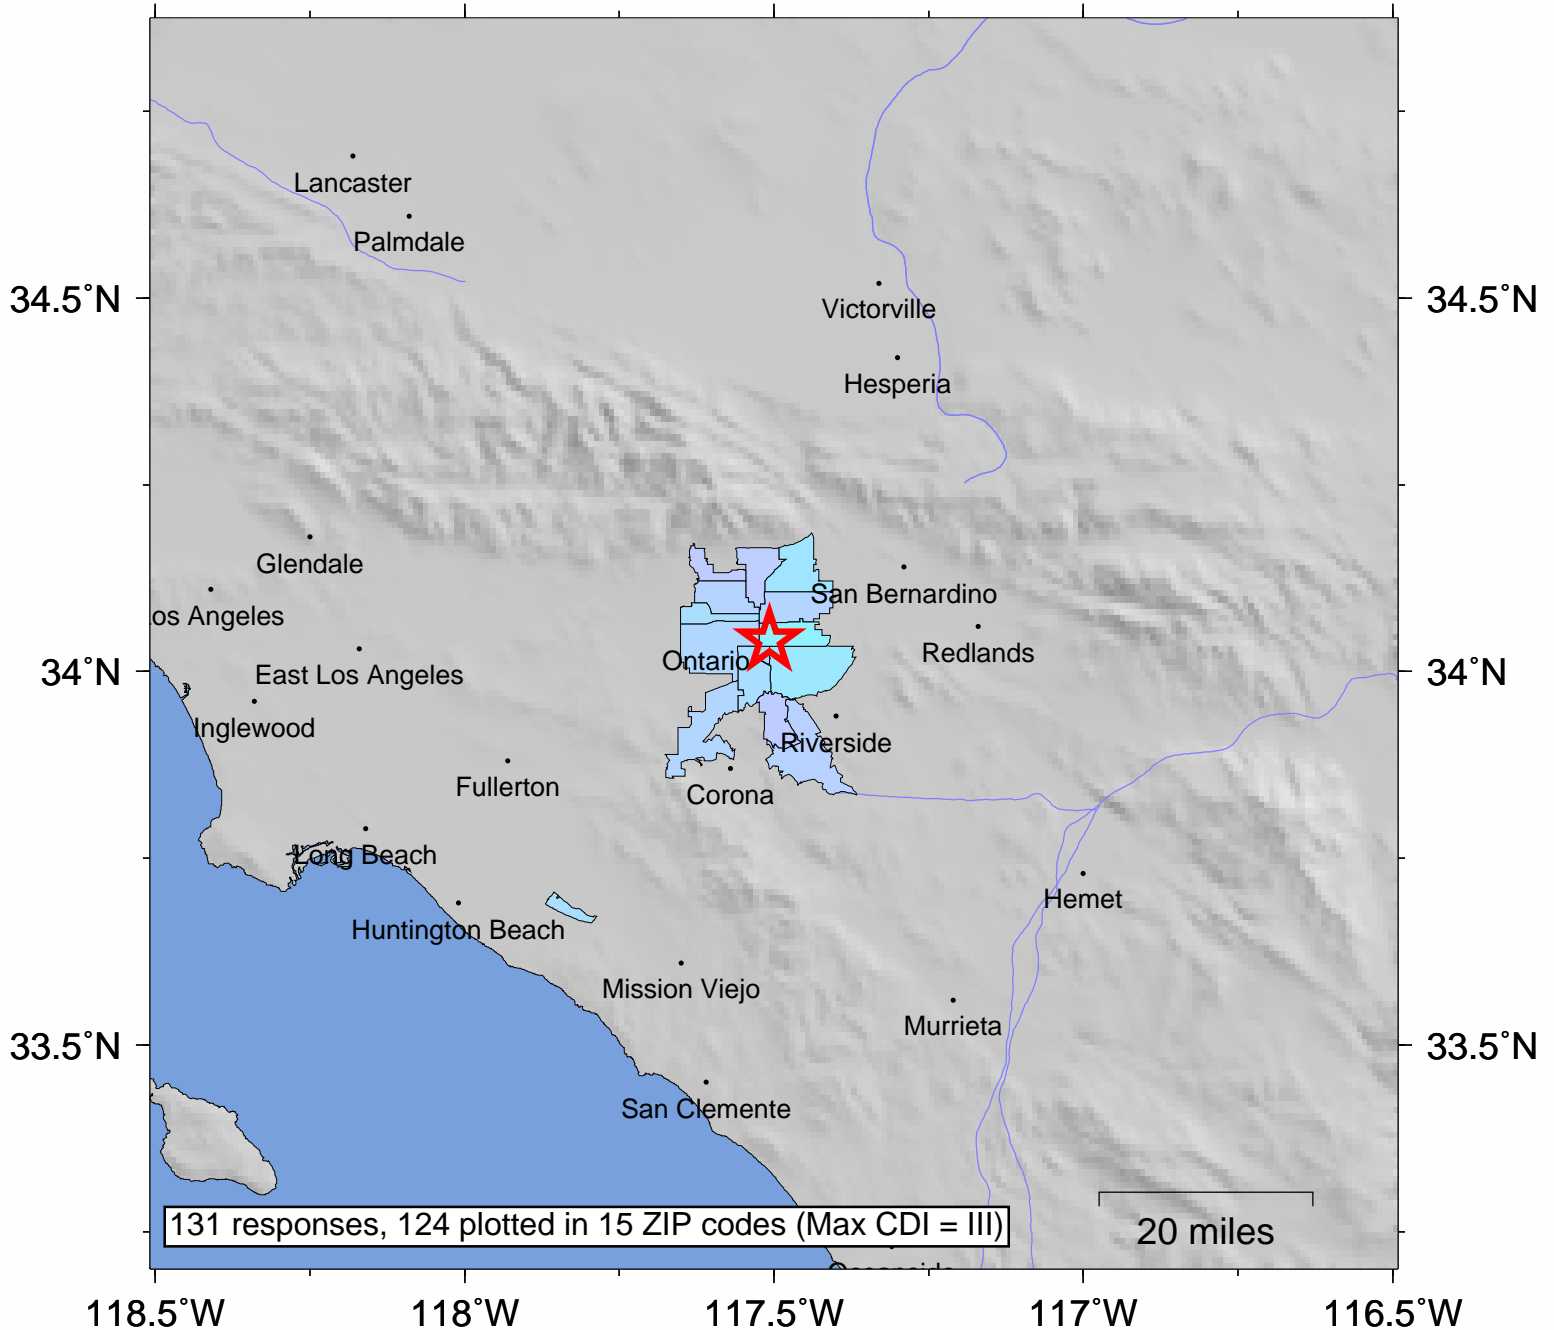 Lancaster
Palmdale
34.5°N
34.5°N
Victorville
Hesperia
Glendale
San Bernardino
Los Angeles
Redlands
Ontario
34°N
34°N
East Los Angeles
Inglewood
Riverside
Fullerton
Corona
Long Beach
Hemet
Huntington Beach
Mission Viejo
Murrieta
33.5°N
33.5°N
San Clemente
131 responses, 124 plotted in 15 ZIP codes (Max CDI = III)
20 miles
Oceanside
118.5°W
118°W
117.5°W
117°W
116.5°W